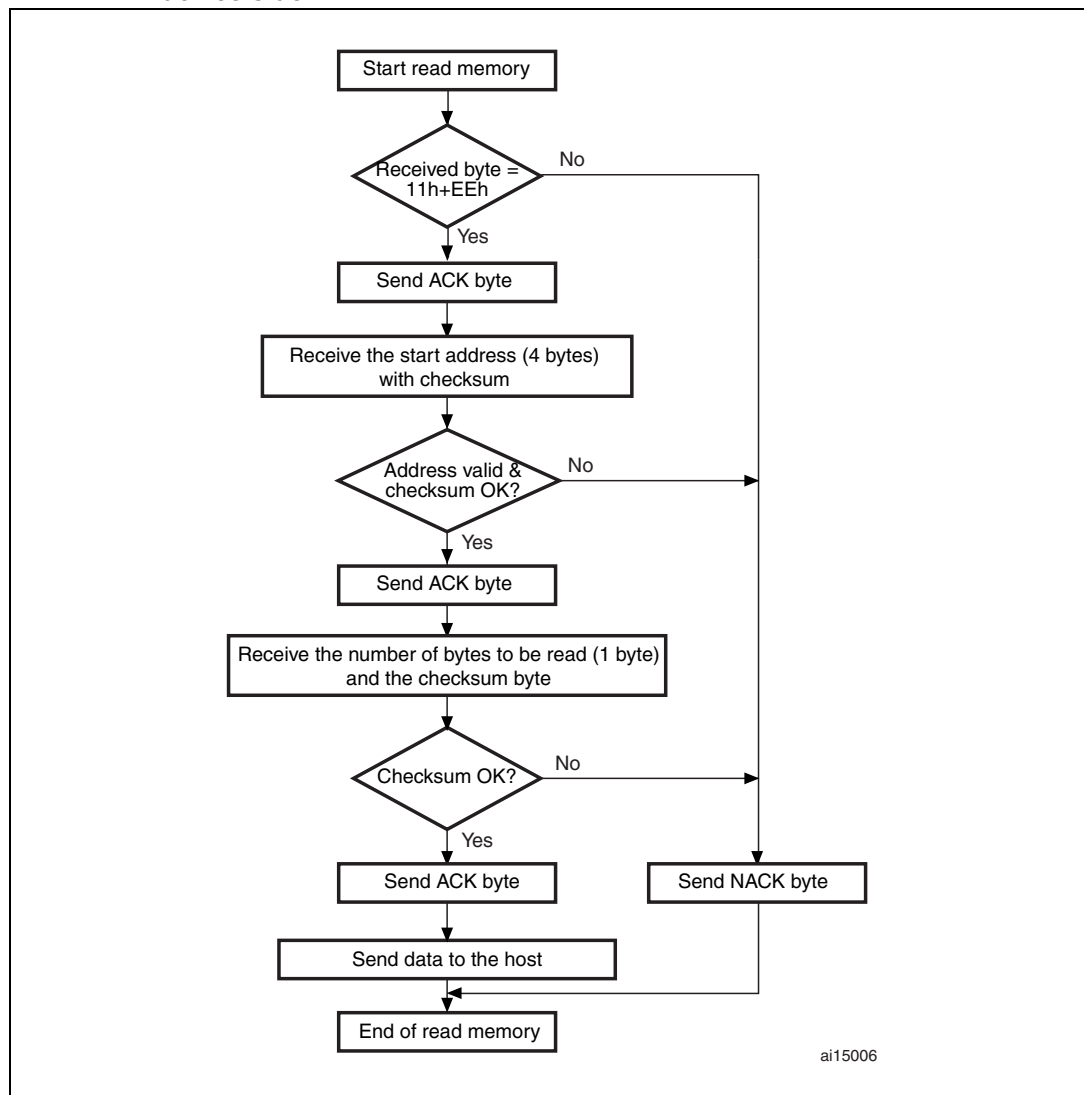 Start read memory
Received byte =
11h+EEh
No
Yes
Send ACK byte
Receive the start address (4 bytes)
with checksum
Address valid &
checksum OK?
No
Yes
Send ACK byte
Receive the number of bytes to be read (1 byte)
and the checksum byte
Checksum OK?
No
Yes
Send ACK byte
Send NACK byte
Send data to the host
End of read memory
ai15006